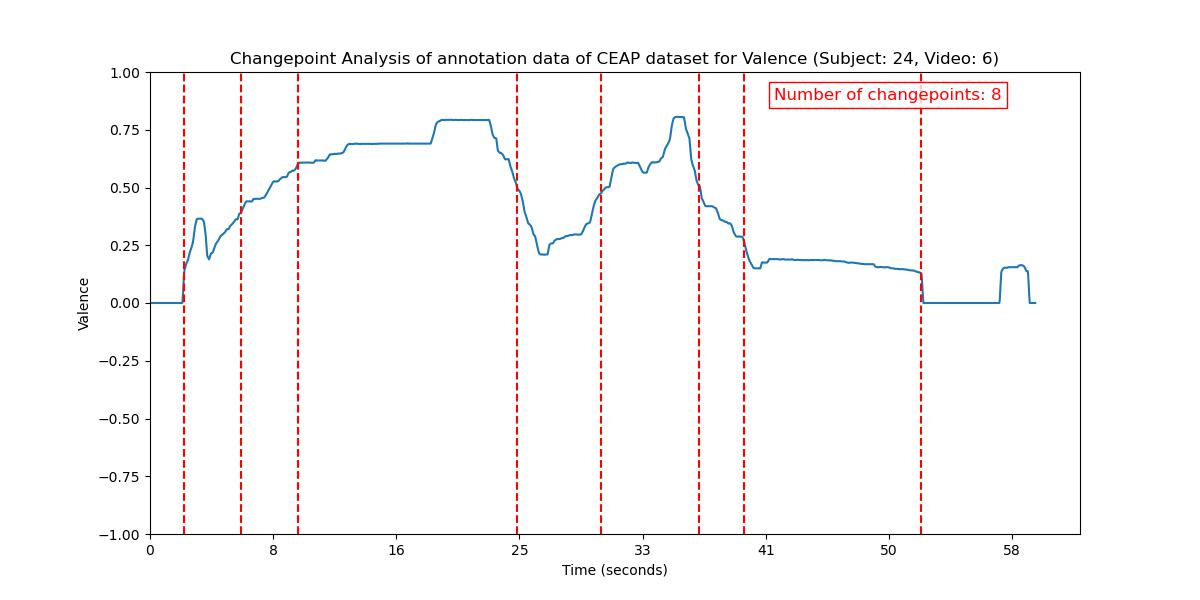 Changepoint Analysis of annotation data of CEAP dataset for Valence (Subject: 24, Video: 6)
Number of changepoints: 8
Valence
1.00
0.75
0.50
0.25
0.00
−0.25
−0.50
−0.75
−1.00
0 8 16 25 33 41 50 58
Time (seconds)